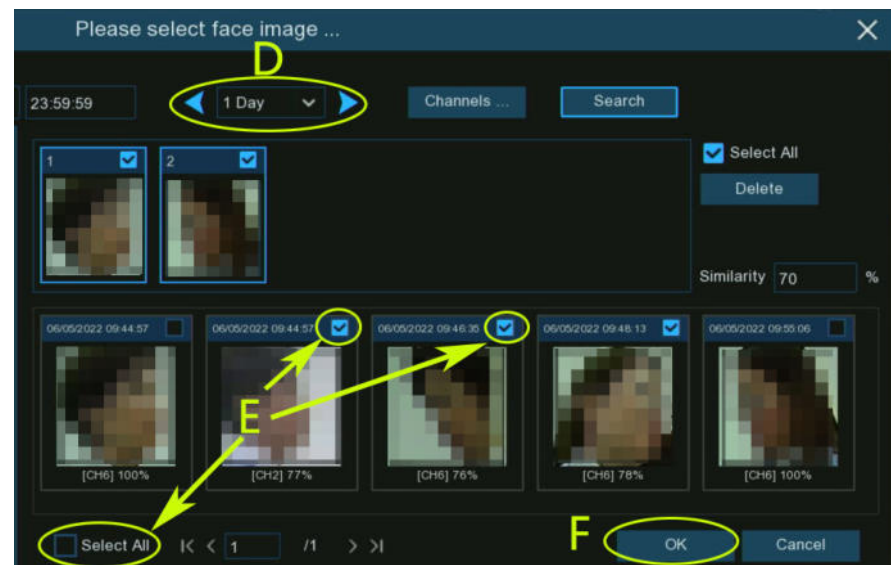 Please select face image ...
D
23:59:59 1 Day Channels ... Search
1 2 Select All
Delete
Similarity 70 %
06/05/2022 09:44:57 06/05/2022 09:44:57 06/05/2022 09:46:35 06/05/2022 09:48:13 06/05/2022 09:55:06
E
[CH6] 100% [CH2] 77% [CH6] 76% [CH6] 78% [CH6] 100%
Select All 1 /1 F OK Cancel